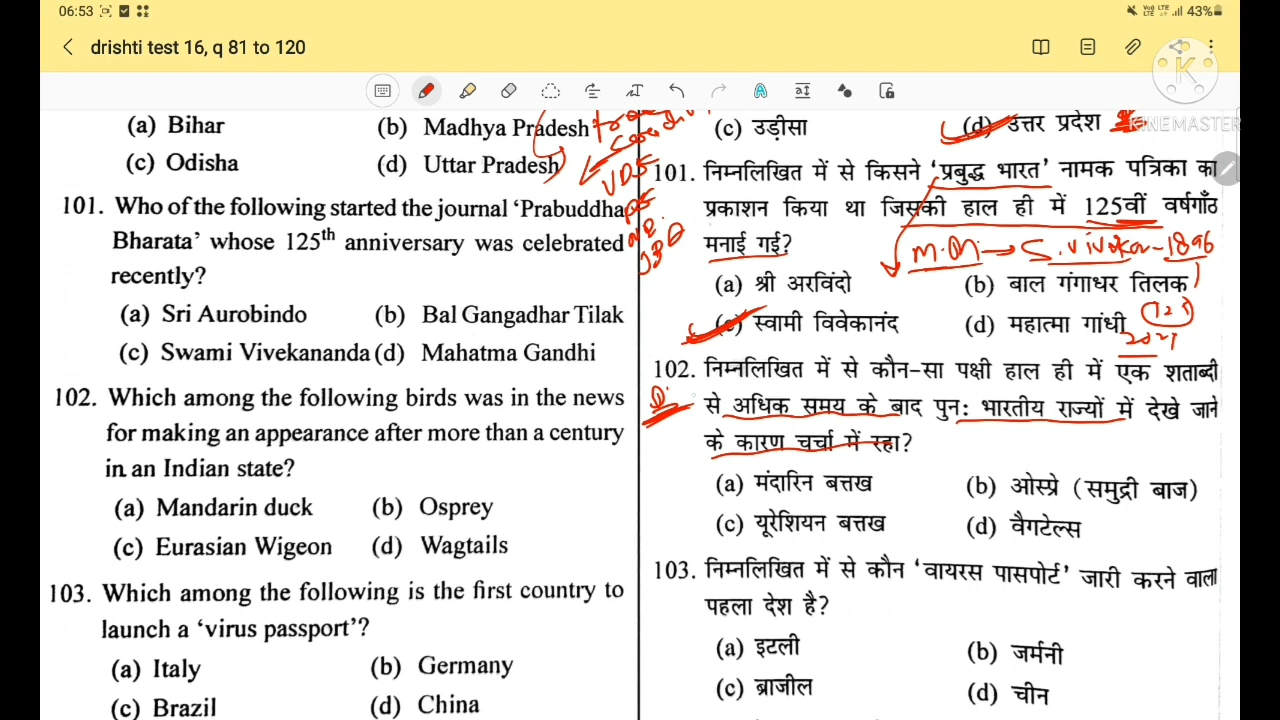 06:53
43%
drishti test 16, q 81 to 120
(a) Bihar
(b) Madhya Pradesh
(c) Odisha
(d) Uttar Pradesh
101. Who of the following started the journal ‘Prabuddha
Bharata’ whose 125th anniversary was celebrated
recently?
(a) Sri Aurobindo
(b) Bal Gangadhar Tilak
(c) Swami Vivekananda (d) Mahatma Gandhi
102. Which among the following birds was in the news
for making an appearance after more than a century
in an Indian state?
(a) Mandarin duck
(b) Osprey
(c) Eurasian Wigeon
(d) Wagtails
103. Which among the following is the first country to
launch a ‘virus passport’?
(a) Italy
(b) Germany
(c) Brazil
(d) China
(c) उड़ीसा
(d) उत्तर प्रदेश
KINEMASTER
101. निम्नलिखित में से किसने ‘प्रबुद्ध भारत’ नामक पत्रिका का
प्रकाशन किया था जिसकी हाल ही में 125वीं वर्षगाँठ
मनाई गई?
1896
(a) श्री अरविंदो
(b) बाल गंगाधर तिलक
स्वामी विवेकानंद
(d) महात्मा गांधी
2021
102. निम्नलिखित में से कौन-सा पक्षी हाल ही में एक शताब्दी
से अधिक समय के बाद पुन: भारतीय राज्यों में देखे जाने
के कारण चर्चा में रहा?
(a) मंदारिन बत्तख
(b) ओस्प्रे (समुद्री बाज)
(c) यूरेशियन बत्तख
(d) वैगटेल्स
103. निम्नलिखित में से कौन ‘वायरस पासपोर्ट’ जारी करने वाला
पहला देश है?
(a) इटली
(b) जर्मनी
(c) ब्राजील
(d) चीन